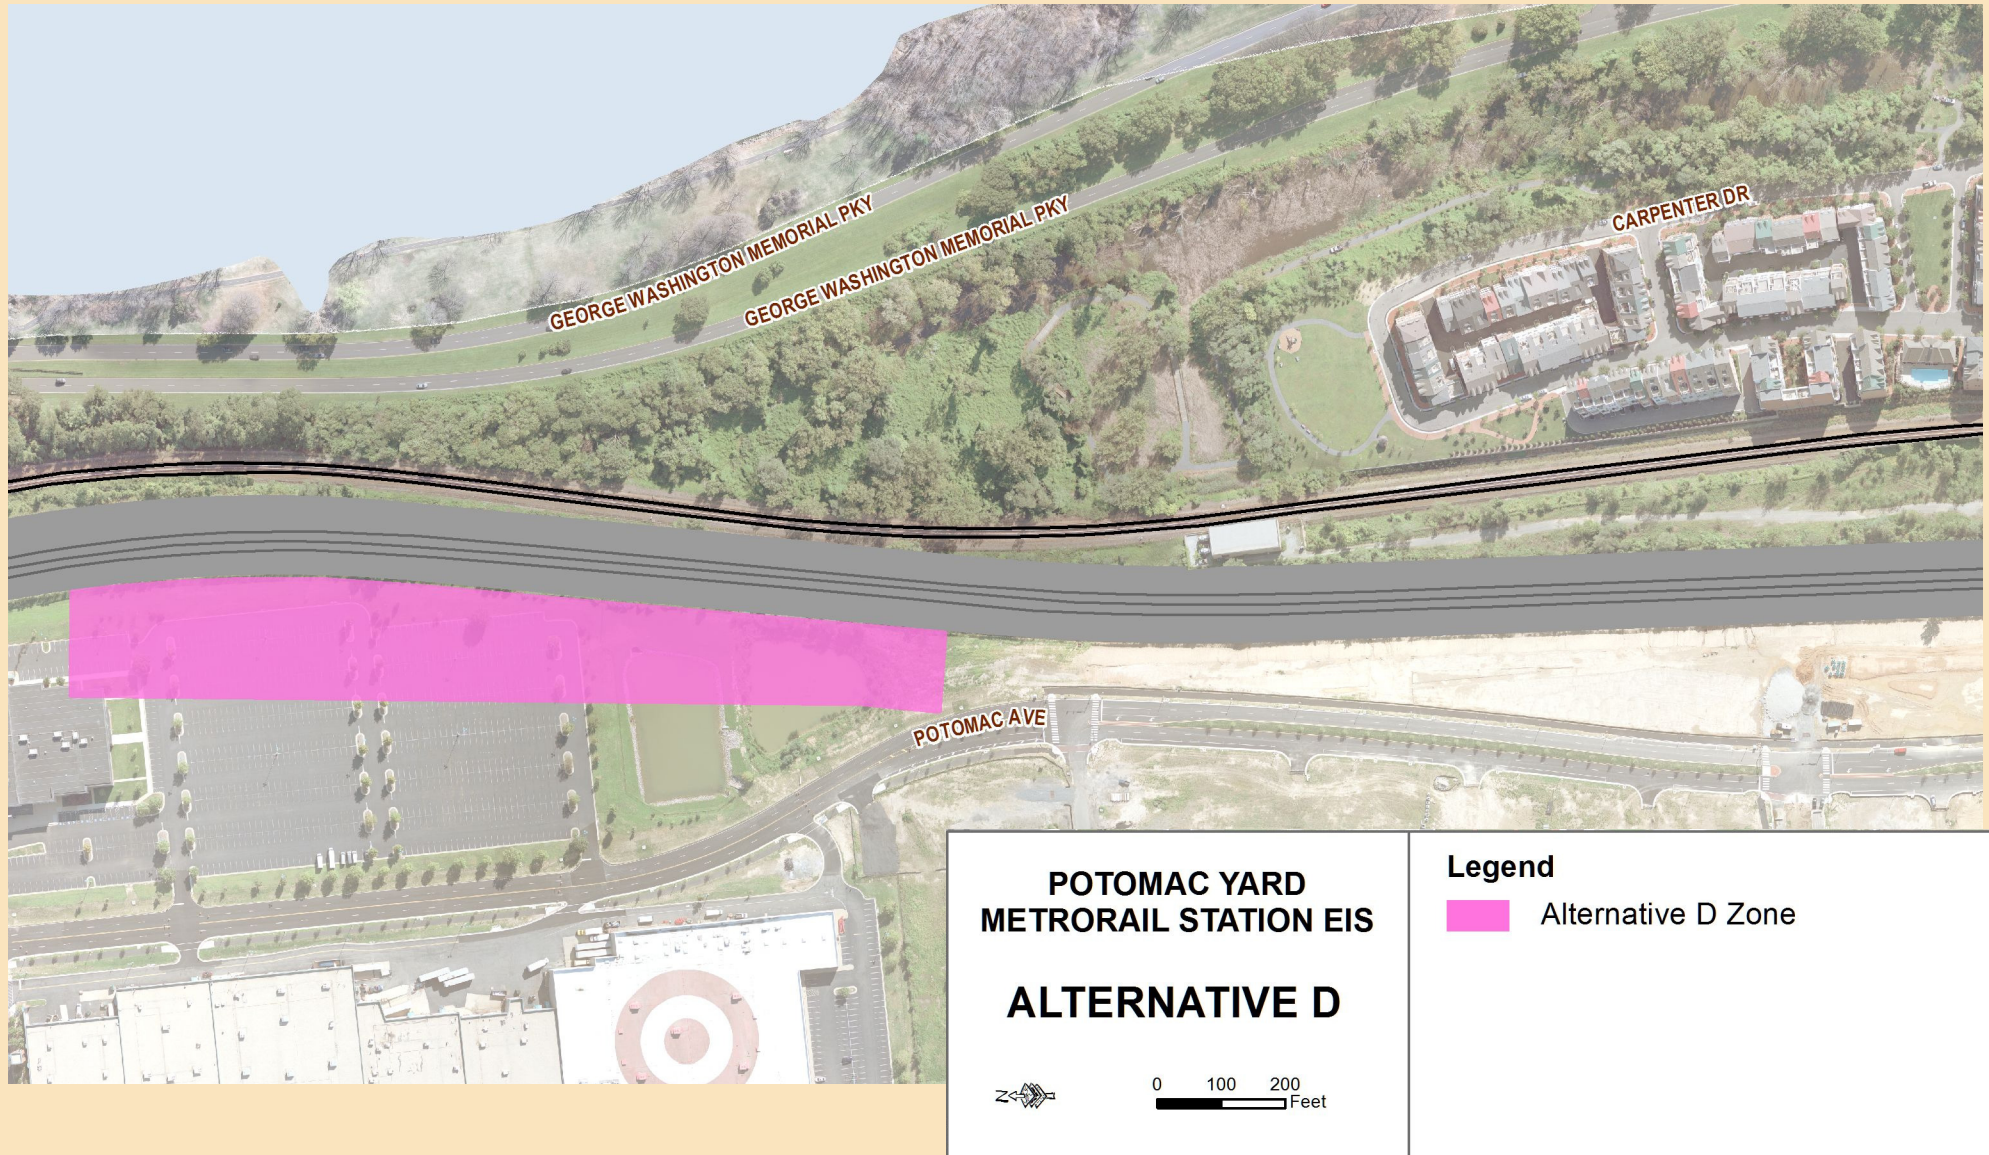 GEORGE WASHINGTON MEMORIAL PKY
GEORGE WASHINGTON MEMORIAL PKY
CARPENTER DR
POTOMAC AVE
POTOMAC YARD
METRORAIL STATION EIS
ALTERNATIVE D
N
0 100 200
Feet
Legend
Alternative D Zone